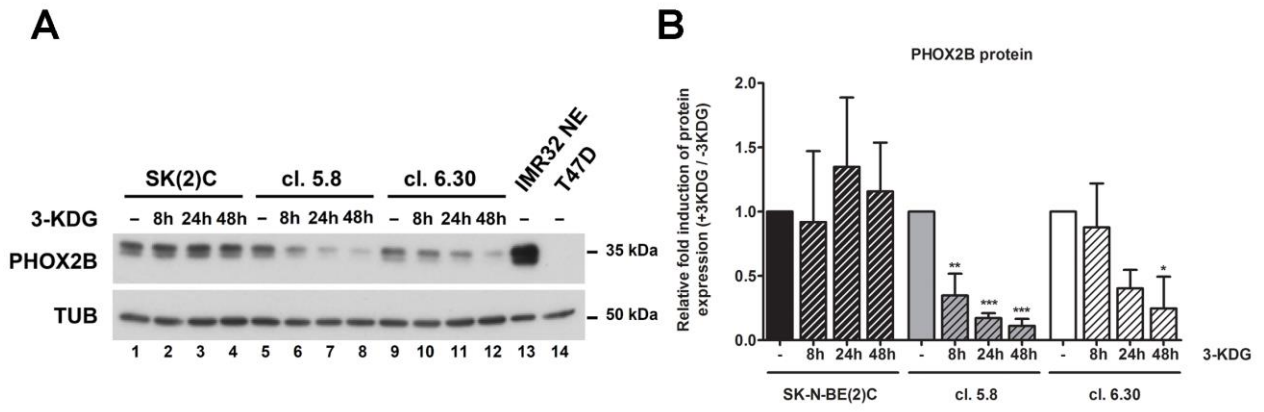 A
IMR32 NE
T47D
SK(2)C cl. 5.8 cl. 6.30
3-KDG – 8h 24h 48h – 8h 24h 48h – 8h 24h 48h – –
PHOX2B – 35 kDa
TUB – 50 kDa
1 2 3 4 5 6 7 8 9 10 11 12 13 14
B
PHOX2B protein
Relative fold induction of protein
expression (+3KDG / -3KDG)
2.0
1.5
1.0
0.5
0.0
** *** *** *
- 8h 24h 48h - 8h 24h 48h - 8h 24h 48h 3-KDG
SK-N-BE(2)C cl. 5.8 cl. 6.30